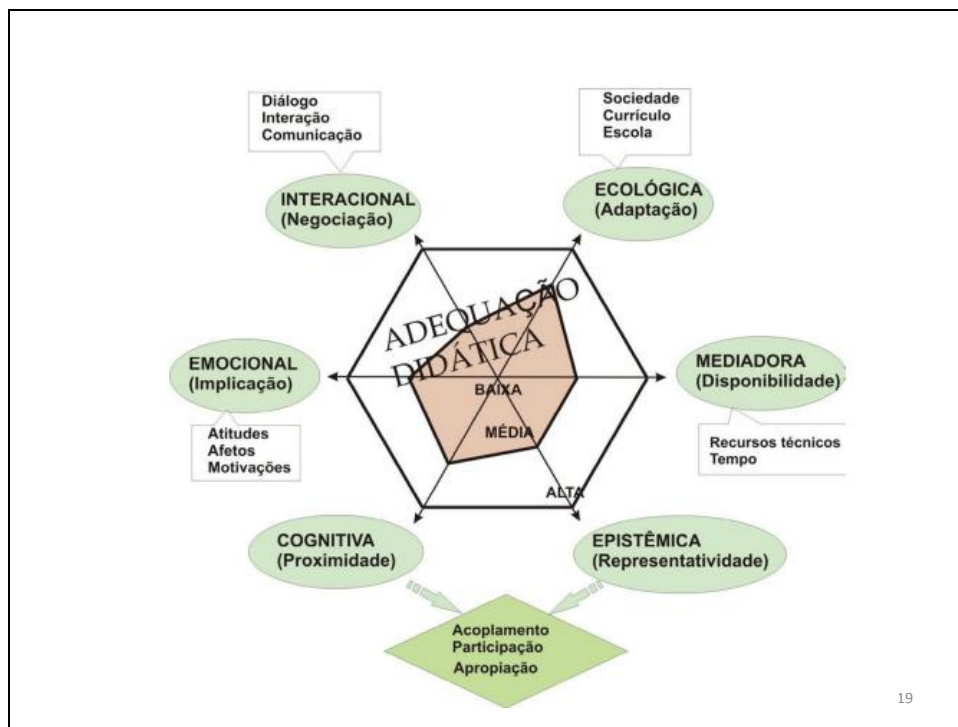 Diálogo
Interação
Comunicação
Sociedade
Currículo
Escola
INTERACIONAL
(Negociação)
ECOLÓGICA
(Adaptação)
ADEQUAÇÃO
DIDÁTICA
EMOCIONAL
(Implicação)
MEDIADORA
(Disponibilidade)
BAIXA
MÉDIA
ALTA
Atitudes
Afetos
Motivações
Recursos técnicos
Tempo
COGNITIVA
(Proximidade)
EPISTÊMICA
(Representatividade)
Acoplamento
Participação
Apropiação
19